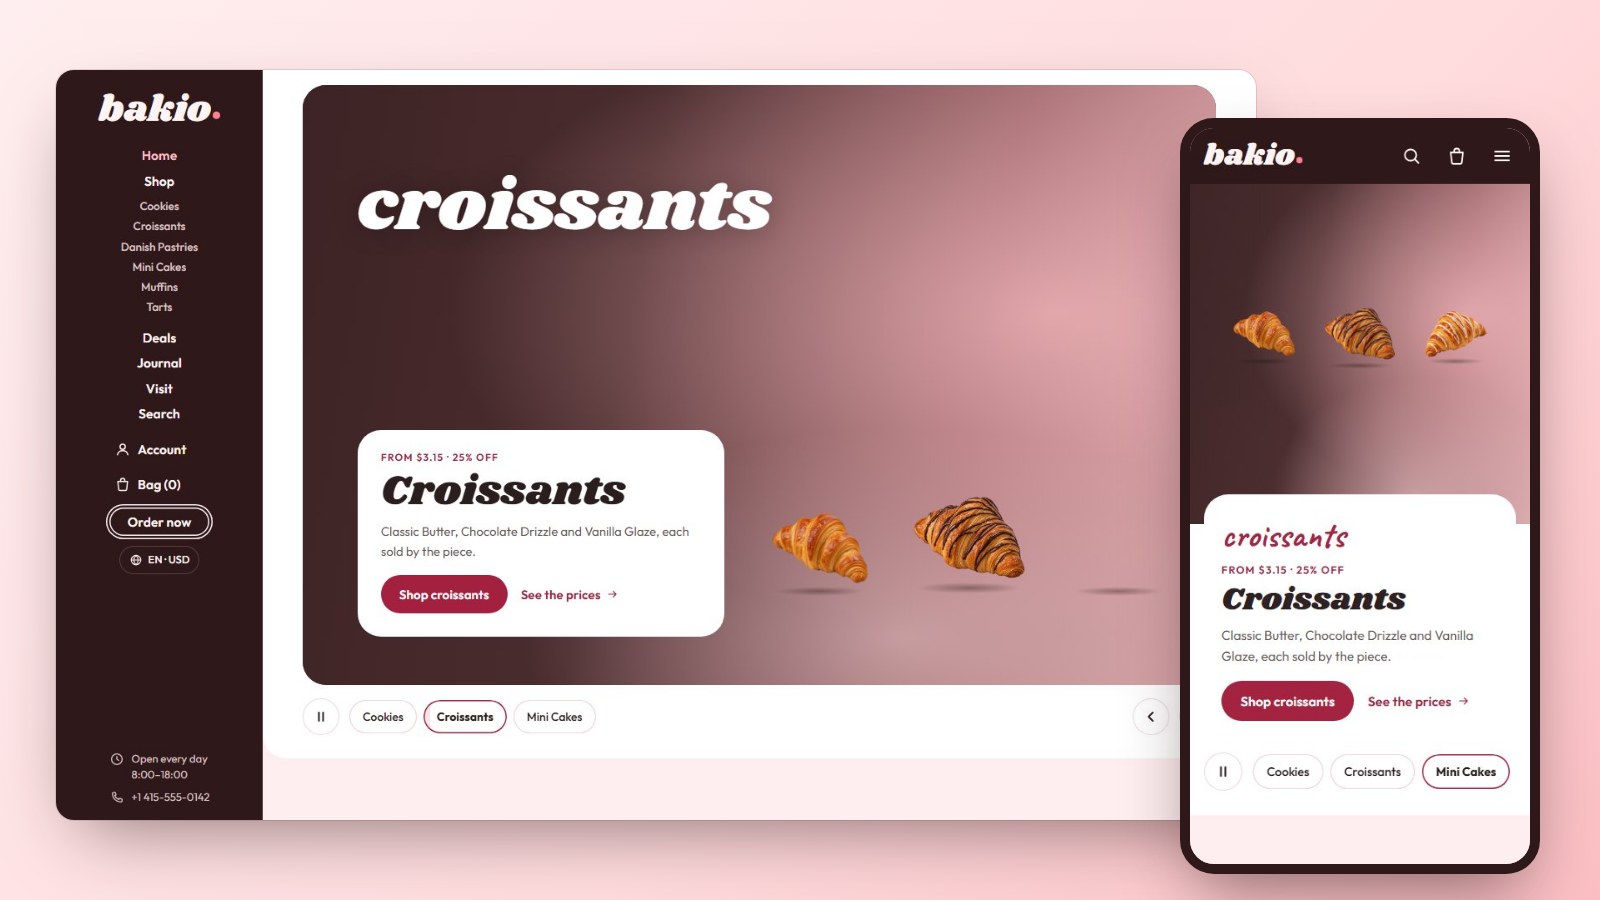 bakio.
Home
Shop
Cookies
Croissants
Danish Pastries
Mini Cakes
Muffins
Tarts
Deals
Journal
Visit
Search
Account
Bag (0)
Order now
EN · USD
Open every day
8:00–18:00
+1 415-555-0142
croissants
FROM $3.15 · 25% OFF
Croissants
Classic Butter, Chocolate Drizzle and Vanilla Glaze, each
sold by the piece.
Shop croissants
See the prices →
Cookies
Croissants
Mini Cakes
bakio.
croissants
FROM $3.15 · 25% OFF
Croissants
Classic Butter, Chocolate Drizzle and Vanilla
Glaze, each sold by the piece.
Shop croissants
See the prices →
Cookies
Croissants
Mini Cakes